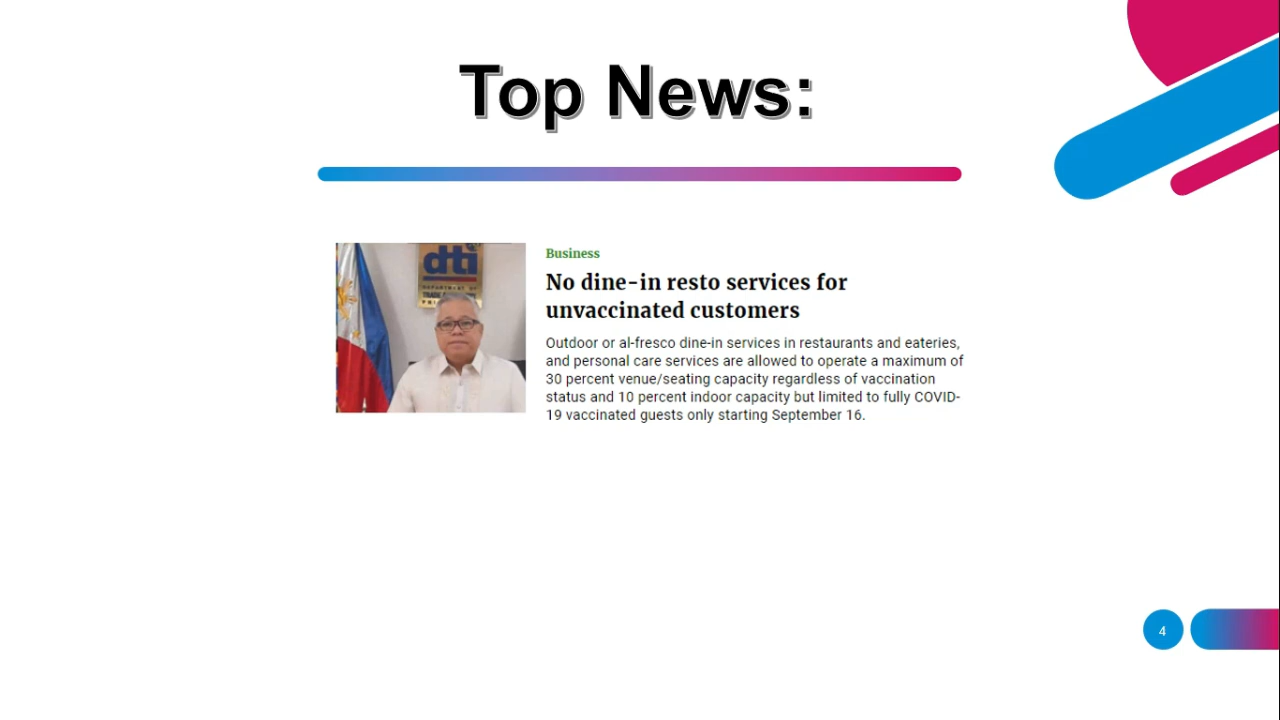 Top News:
dti
DEPARTMENT OF
Business
No dine-in resto services for
unvaccinated customers
Outdoor or al-fresco dine-in services in restaurants and eateries,
and personal care services are allowed to operate a maximum of
30 percent venue/seating capacity regardless of vaccination
status and 10 percent indoor capacity but limited to fully COVID-
19 vaccinated guests only starting September 16.
4